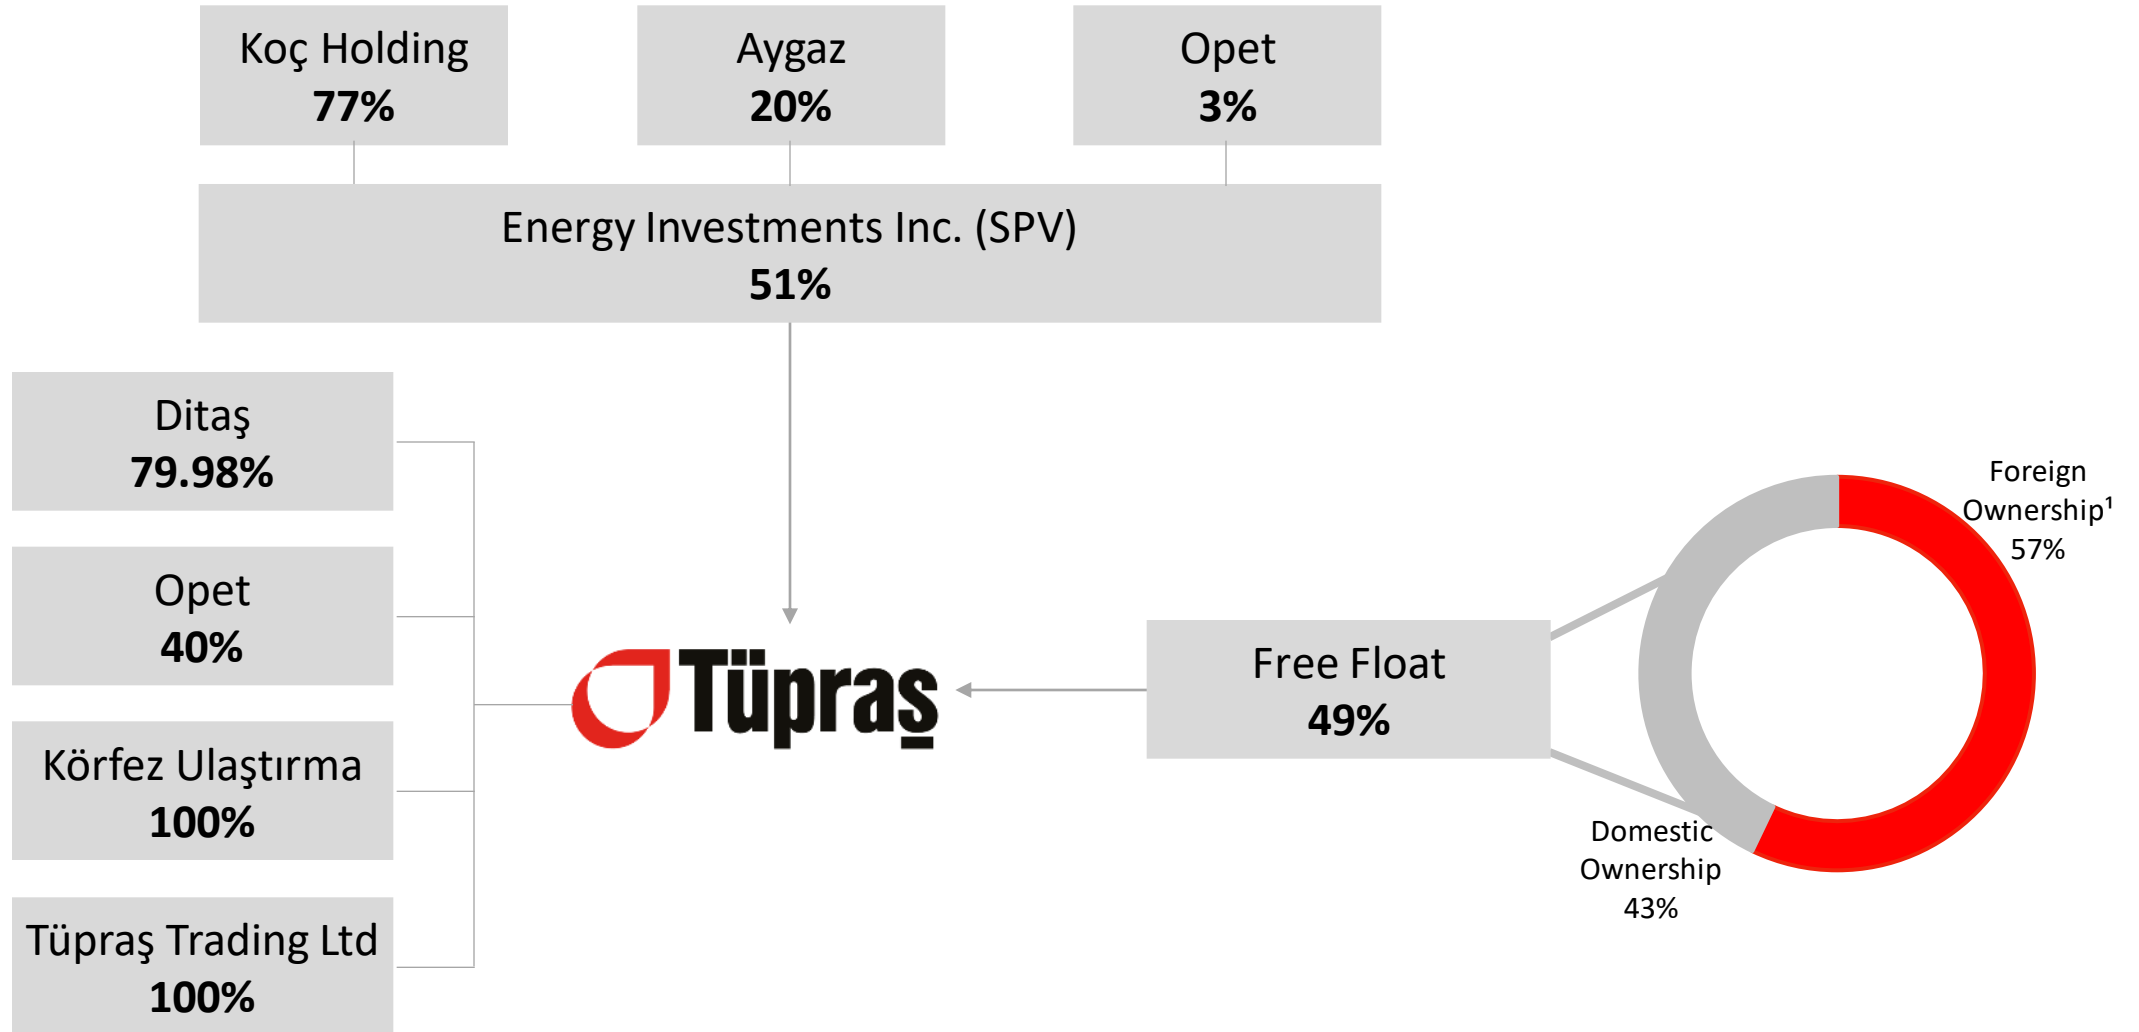 Koç Holding
77%
Aygaz
20%
Opet
3%
Energy Investments Inc. (SPV)
51%
Ditaş
79.98%
Opet
40%
Körfez Ulaştırma
100%
Tüpraş Trading Ltd
100%
Tüpraş
Free Float
49%
Foreign
Ownership¹
57%
Domestic
Ownership
43%